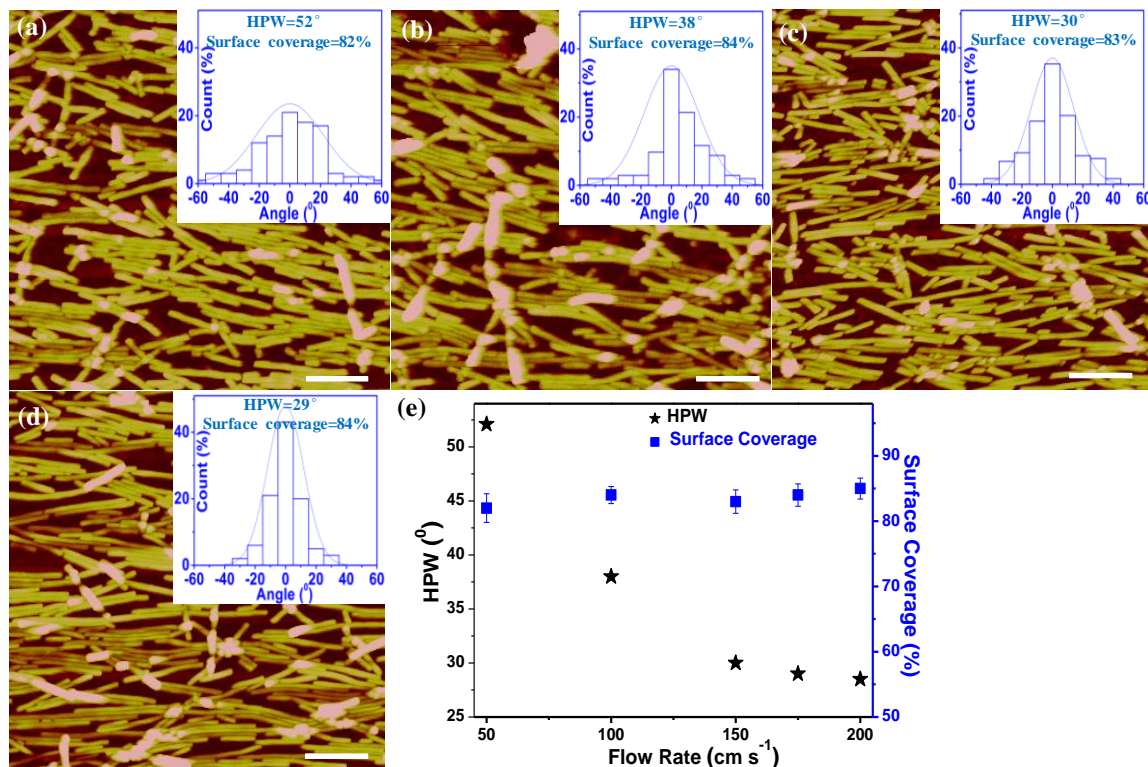 (a)
HPW=52°
Surface coverage=82%
Count (%)
40
20
0
-60 -40 -20 0 20 40 60
Angle (⁰)
(b)
HPW=38°
Surface coverage=84%
Count (%)
40
20
0
-60 -40 -20 0 20 40 60
Angle (⁰)
(c)
HPW=30°
Surface coverage=83%
Count (%)
40
20
0
-60 -40 -20 0 20 40 60
Angle (⁰)
(d)
HPW=29°
Surface coverage=84%
Count (%)
40
20
0
-60 -40 -20 0 20 40 60
Angle (⁰)
(e)
HPW
Surface Coverage
HPW (⁰)
50
45
40
35
30
25
90
80
70
60
50
Surface Coverage (%)
50 100 150 200
Flow Rate (cm s⁻¹)